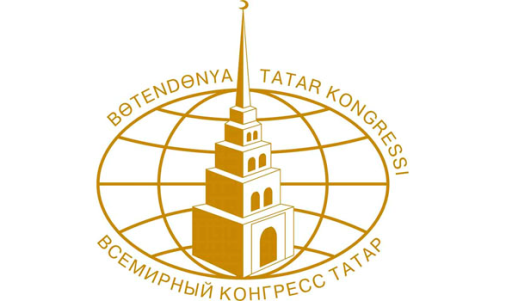 BӨTENDӨNYA TATAR KONGRESSI
ВСЕМИРНЫЙ КОНГРЕСС ТАТАР